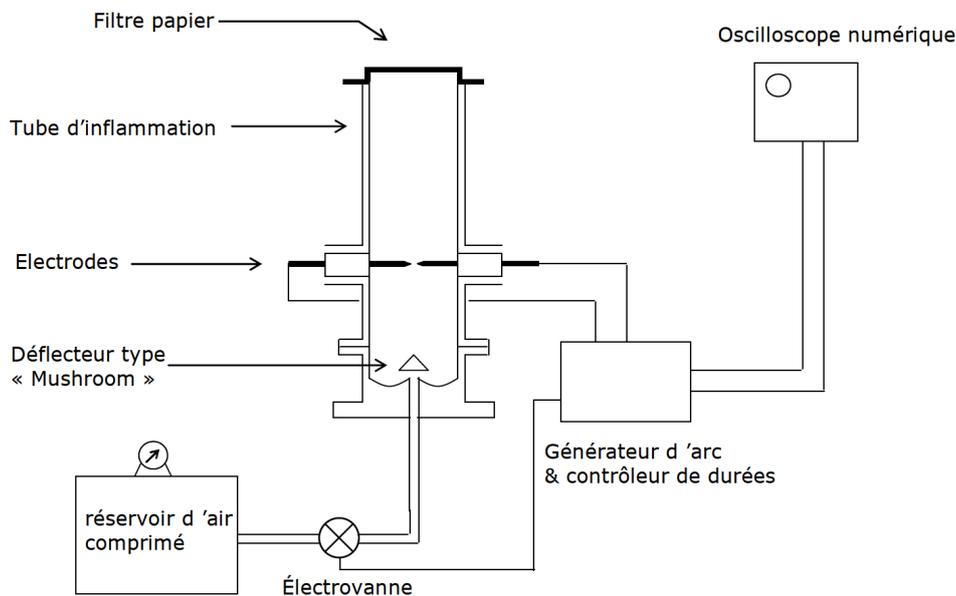 Filtre papier
Oscilloscope numérique
Tube d’inflammation
Electrodes
Déflecteur type
« Mushroom »
Générateur d ’arc
& contrôleur de durées
réservoir d ’air
comprimé
Électrovanne